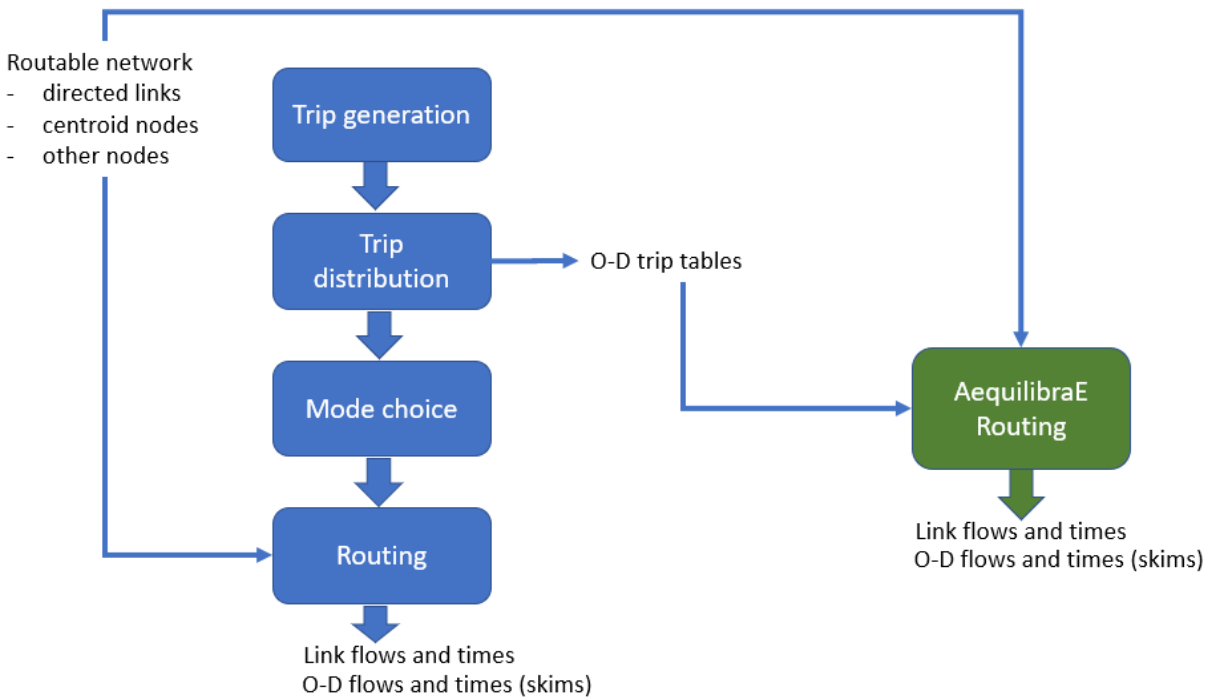 Routable network
- directed links
- centroid nodes
- other nodes
Trip generation
Trip
distribution
O-D trip tables
Mode choice
AequilibraE
Routing
Routing
Link flows and times
O-D flows and times (skims)
Link flows and times
O-D flows and times (skims)